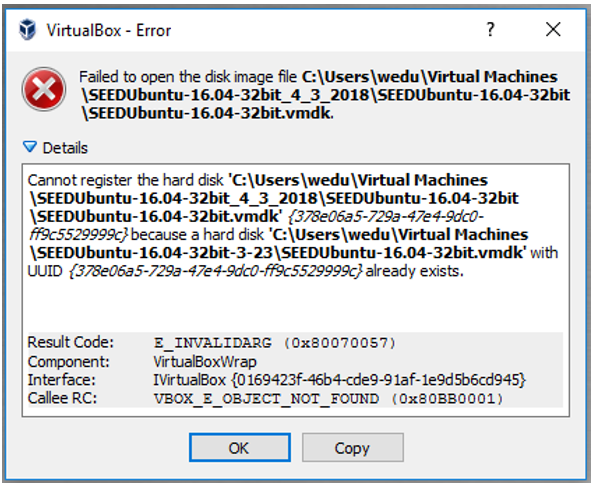 VirtualBox - Error
?
Failed to open the disk image file C:\Users\wedu\Virtual Machines
\SEEDUbuntu-16.04-32bit_4_3_2018\SEEDUbuntu-16.04-32bit
\SEEDUbuntu-16.04-32bit.vmdk.
Details
Cannot register the hard disk 'C:\Users\wedu\Virtual Machines
\SEEDUbuntu-16.04-32bit_4_3_2018\SEEDUbuntu-16.04-32bit
\SEEDUbuntu-16.04-32bit.vmdk' {378e06a5-729a-47e4-9dc0-
ff9c5529999c} because a hard disk 'C:\Users\wedu\Virtual Machines
\SEEDUbuntu-16.04-32bit-3-23\SEEDUbuntu-16.04-32bit.vmdk' with
UUID {378e06a5-729a-47e4-9dc0-ff9c5529999c} already exists.
Result Code: E_INVALIDARG (0x80070057)
Component: VirtualBoxWrap
Interface: IVirtualBox {0169423f-46b4-cde9-91af-1e9d5b6cd945}
Callee RC: VBOX_E_OBJECT_NOT_FOUND (0x80BB0001)
OK Copy